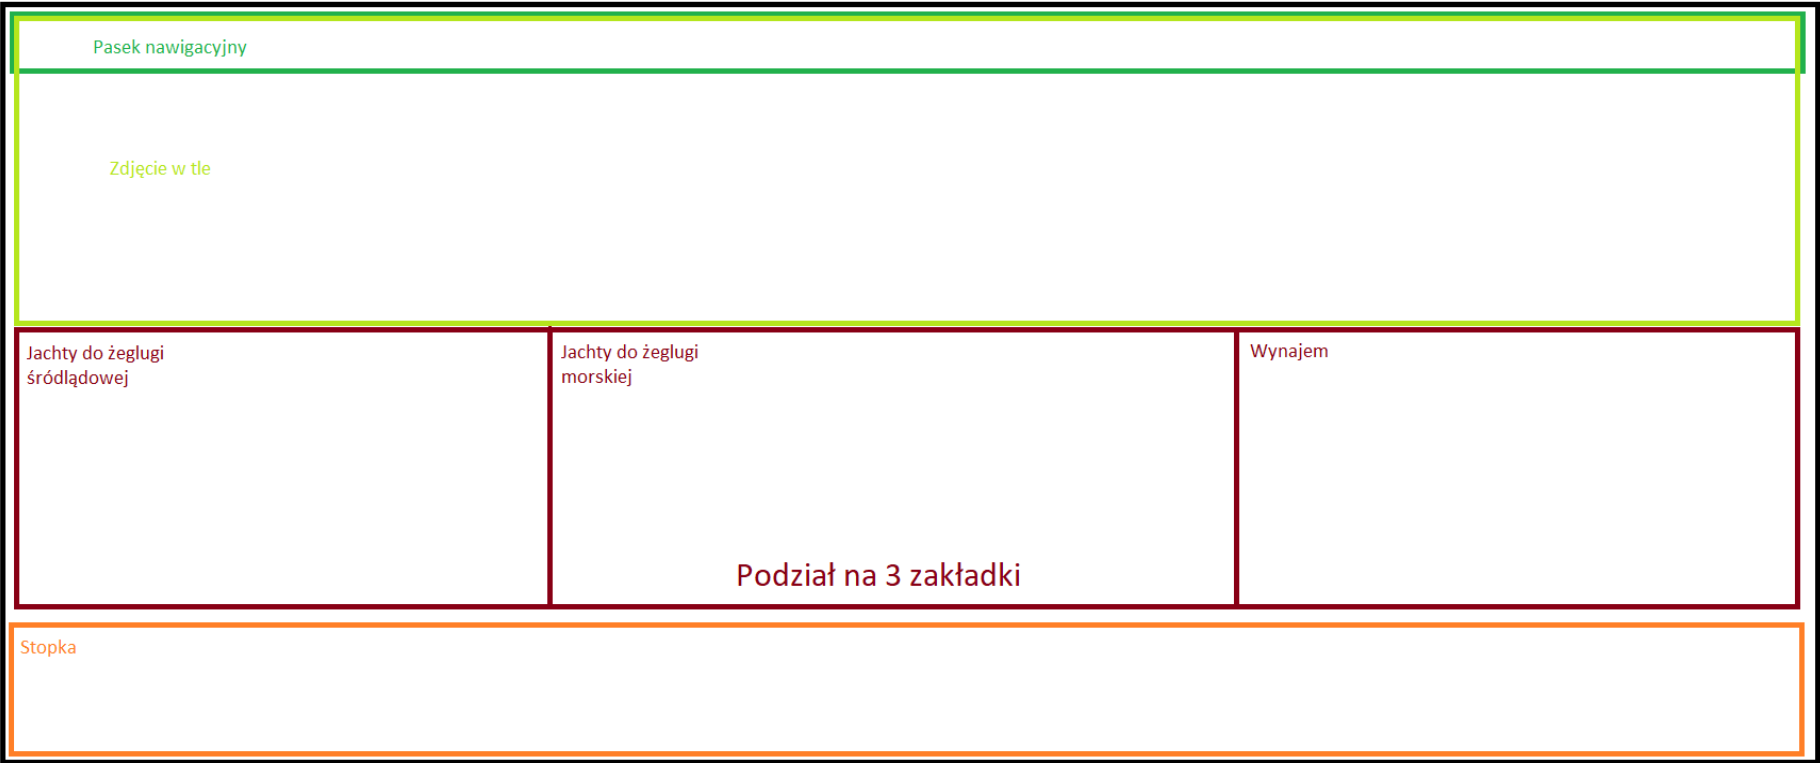 Pasek nawigacyjny
Zdjęcie w tle
Jachty do żeglugi
śródlądowej
Jachty do żeglugi
morskiej
Wynajem
Podział na 3 zakładki
Stopka